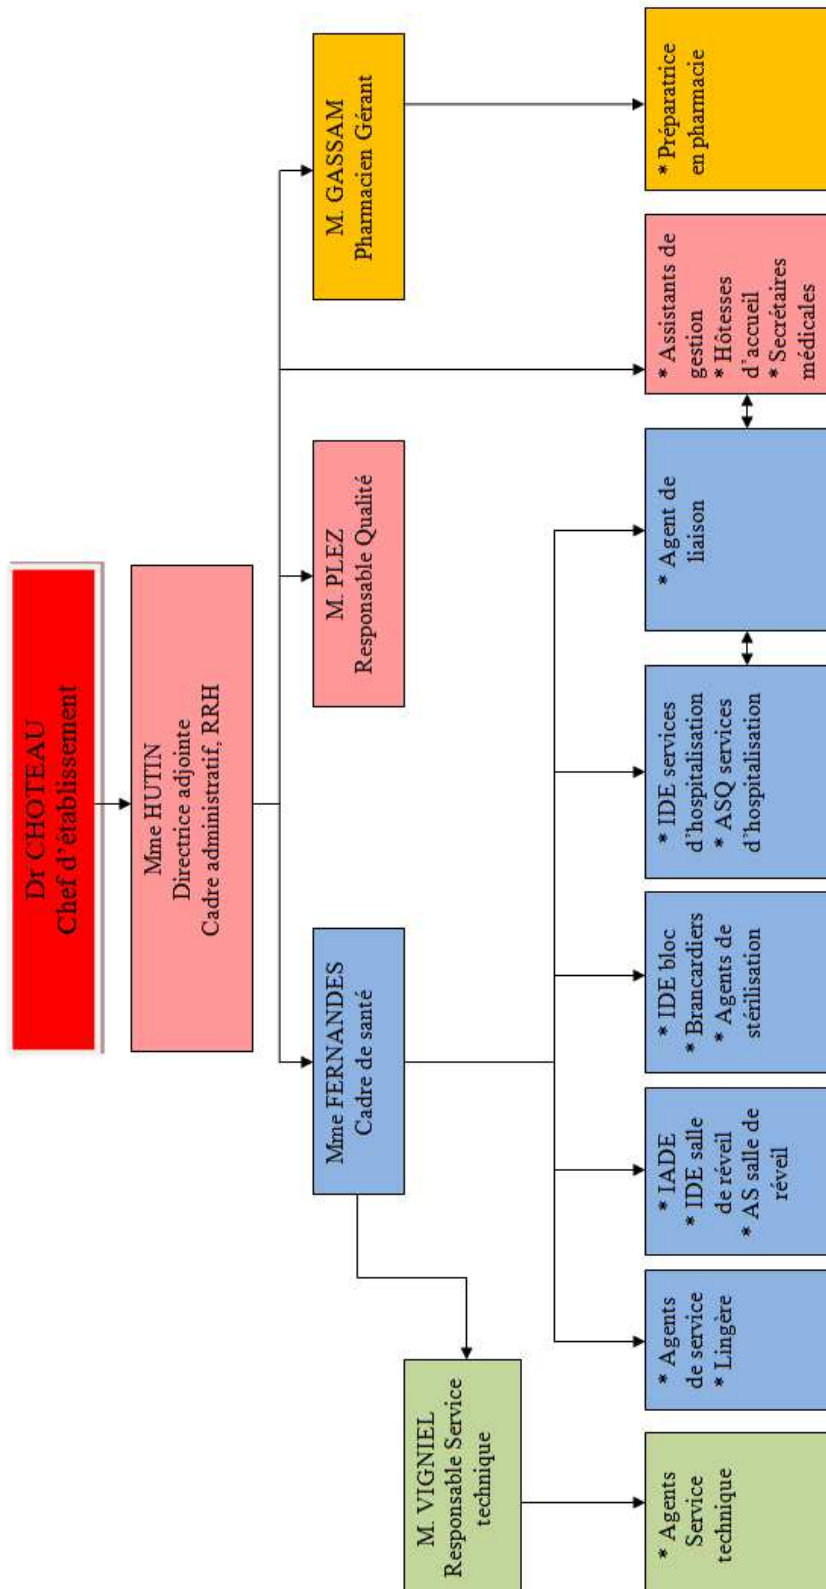 Dr CHOTEAU
Chef d'établissement
Mme HUTIN
Directrice adjointe
Cadre administratif, RRH
Mme FERNANDES
Cadre de santé
M. PLEZ
Responsable Qualité
M. GASSAM
Pharmacien Gérant
M. VIGNIEL
Responsable Service
technique
* Agents
Service
technique
* Agents
de service
* Lingère
* IADE
* IDE salle
de réveil
* AS salle de
réveil
* IDE bloc
* Brancardiers
* Agents de
stérilisation
* IDE services
d'hospitalisation
* ASQ services
d'hospitalisation
* Agent de
liaison
* Assistants de
gestion
* Hôtesses
d'accueil
* Secrétaires
médicales
* Préparatrice
en pharmacie